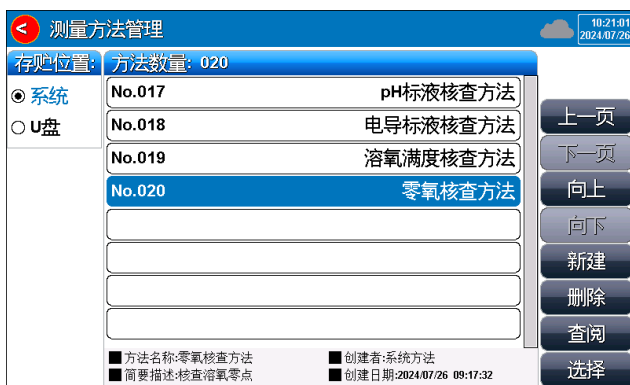 测量方法管理
10:21:01
2024/07/26
存贮位置:
方法数量: 020
系统
U盘
No.017 pH标液核查方法
No.018 电导标液核查方法
No.019 溶氧满度核查方法
No.020 零氧核查方法
上一页
下一页
向上
向下
新建
删除
查阅
选择
方法名称:零氧核查方法
创建者:系统方法
简要描述:核查溶氧零点
创建日期:2024/07/26 09:17:32